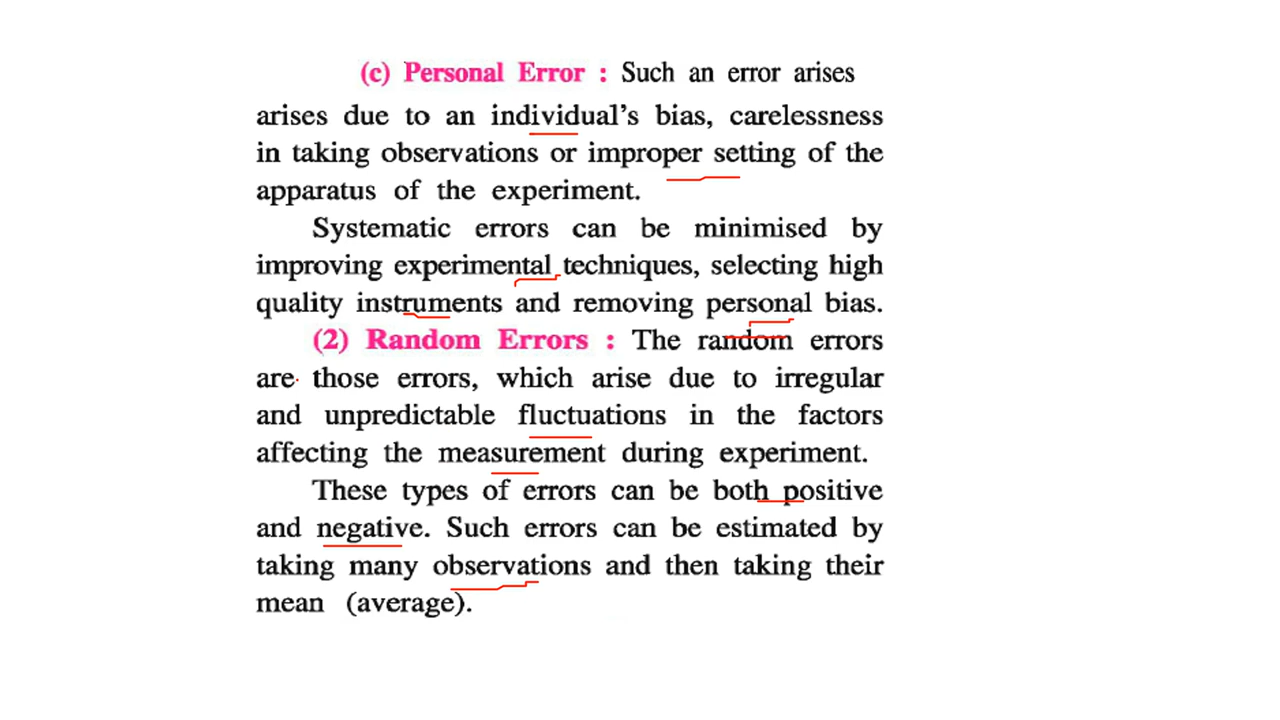 (c) Personal Error : Such an error arises
arises due to an individual's bias, carelessness
in taking observations or improper setting of the
apparatus of the experiment.
Systematic errors can be minimised by
improving experimental techniques, selecting high
quality instruments and removing personal bias.
(2) Random Errors : The random errors
are those errors, which arise due to irregular
and unpredictable fluctuations in the factors
affecting the measurement during experiment.
These types of errors can be both positive
and negative. Such errors can be estimated by
taking many observations and then taking their
mean (average).